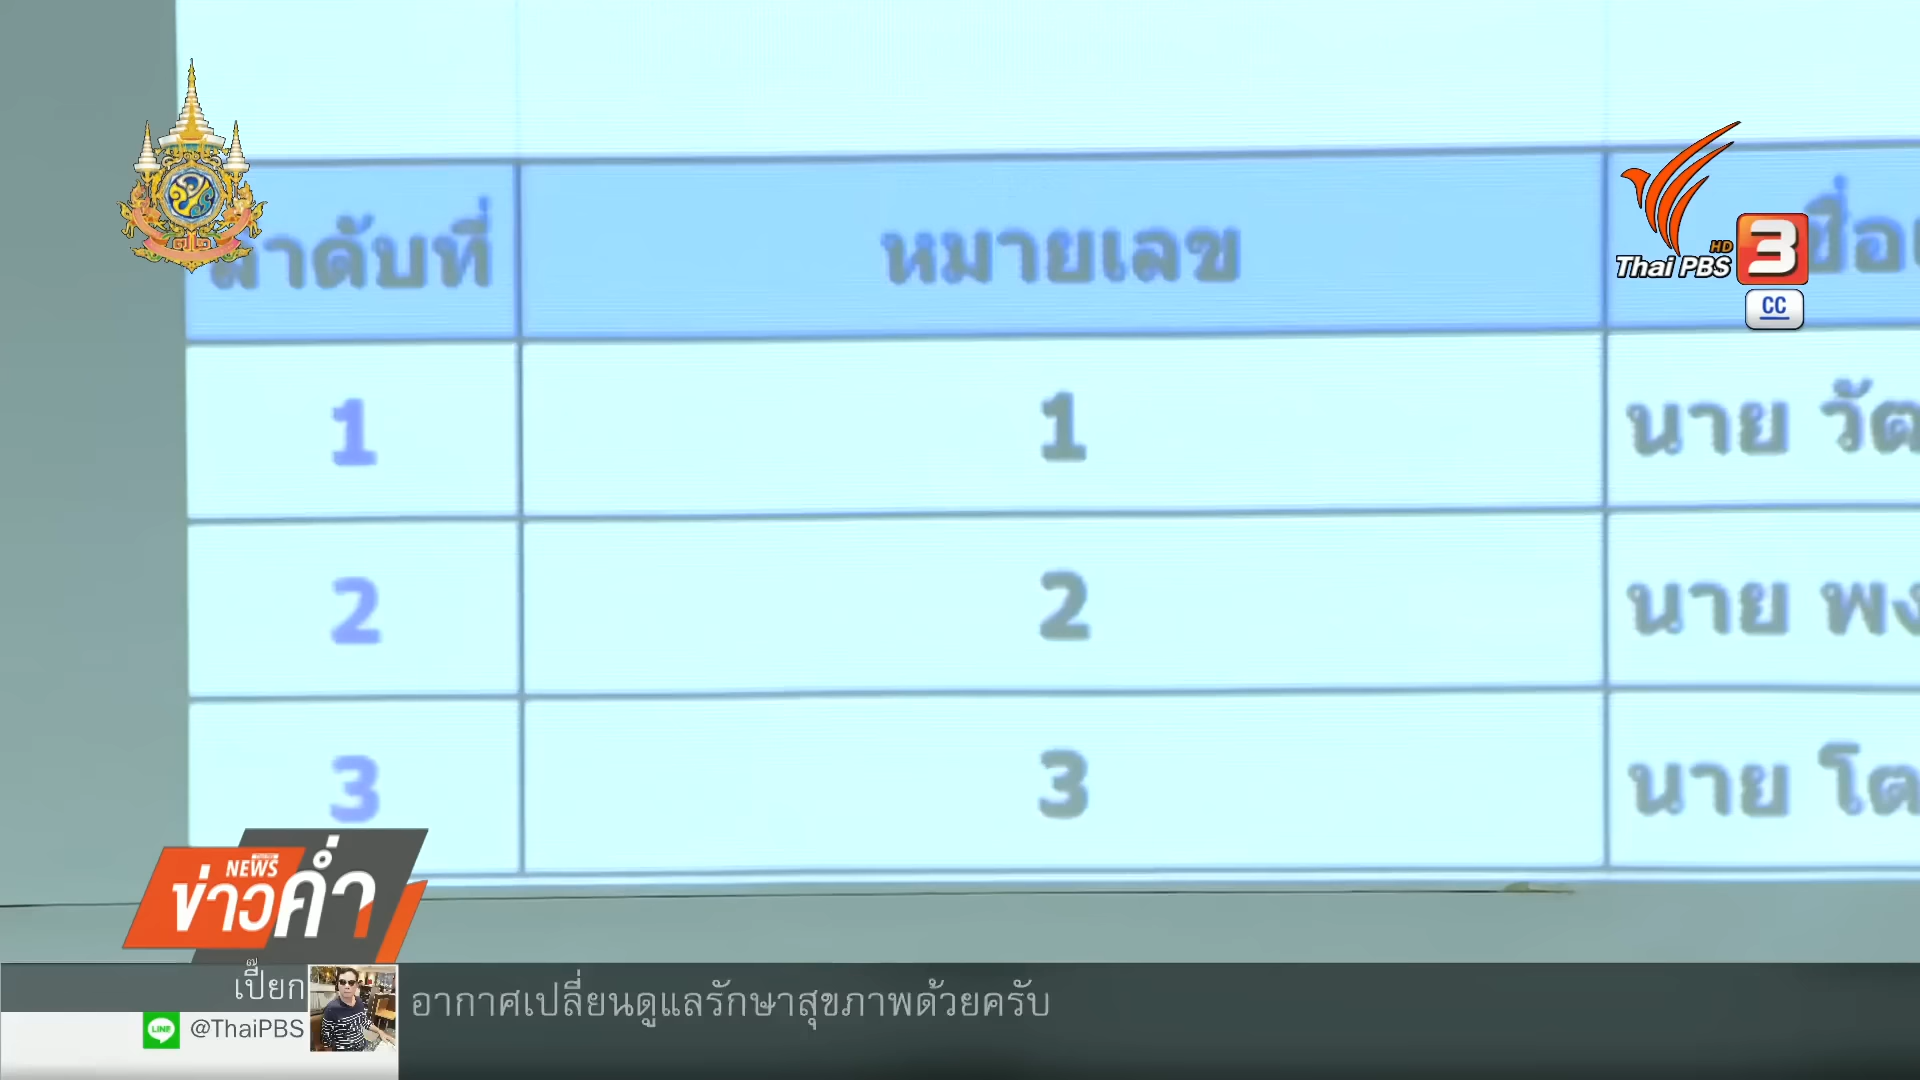 ลำดับที่ หมายเลข
1 1 นาย
2 2 นาย
3 3 นาย
Thai PBS HD 3
CC
NEWS
ข่าวค่ำ
เปี๊ยก
@ThaiPBS
LINE
อากาศเปลี่ยนดูแลรักษาสุขภาพด้วยครับ
๗๒